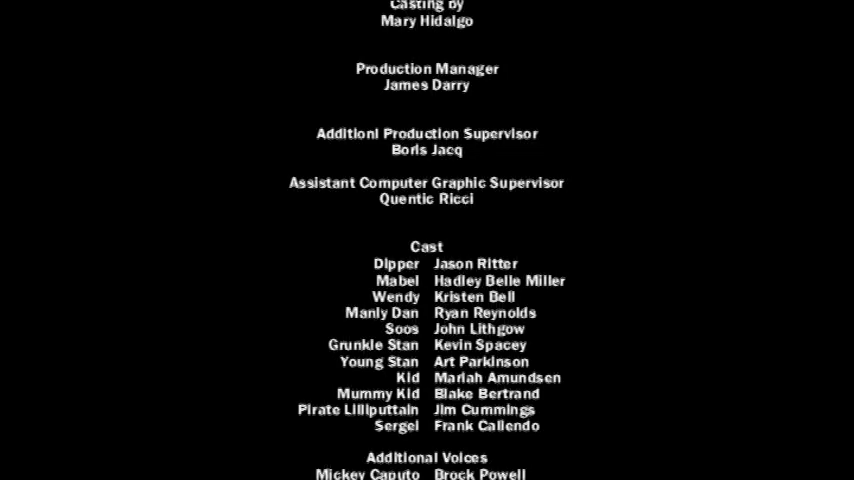 Casting by
Mary Hidalgo
Production Manager
James Darry
Additionl Production Supervisor
Boris Jacq
Assistant Computer Graphic Supervisor
Quentic Ricci
Cast
Dipper Jason Ritter
Mabel Hadley Belle Miller
Wendy Kristen Bell
Manly Dan Ryan Reynolds
Soos John Lithgow
Grunkle Stan Kevin Spacey
Young Stan Art Parkinson
Kid Mariah Amundsen
Mummy Kid Blake Bertrand
Pirate Lilliputtain Jim Cummings
Sergei Frank Caliendo
Additional Voices
Mickey Caputo Brock Powell